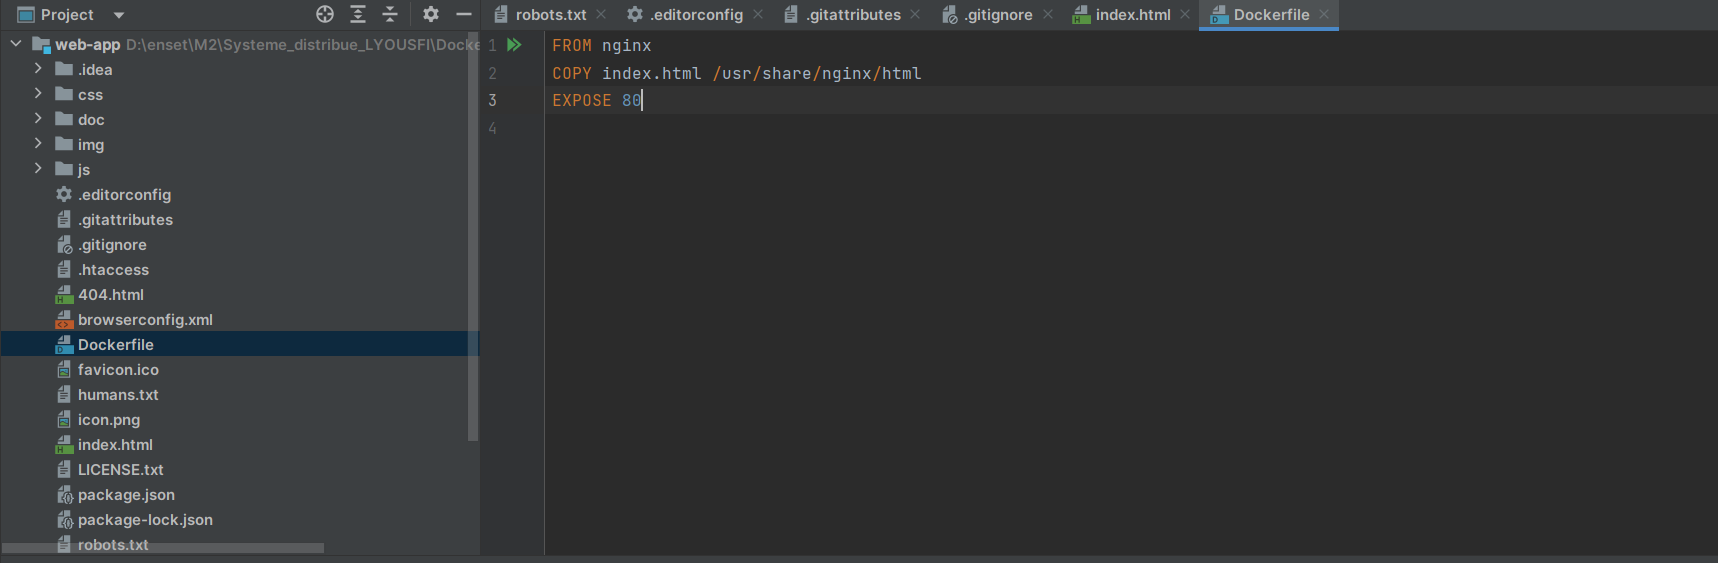 Project
robots.txt .editorconfig .gitattributes .gitignore index.html Dockerfile
web-app D:\enset\M2\Systeme_distribue_LYOUSFI\Docke
.idea
css
doc
img
js
.editorconfig
.gitattributes
.gitignore
.htaccess
404.html
browserconfig.xml
Dockerfile
favicon.ico
humans.txt
icon.png
index.html
LICENSE.txt
package.json
package-lock.json
robots.txt
1 FROM nginx
2 COPY index.html /usr/share/nginx/html
3 EXPOSE 80
4